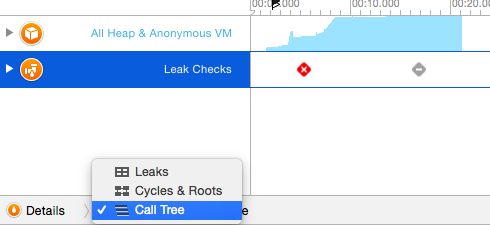 00:10.000
00:20.0
All Heap & Anonymous VM
Leak Checks
Leaks
Cycles & Roots
Call Tree
Details